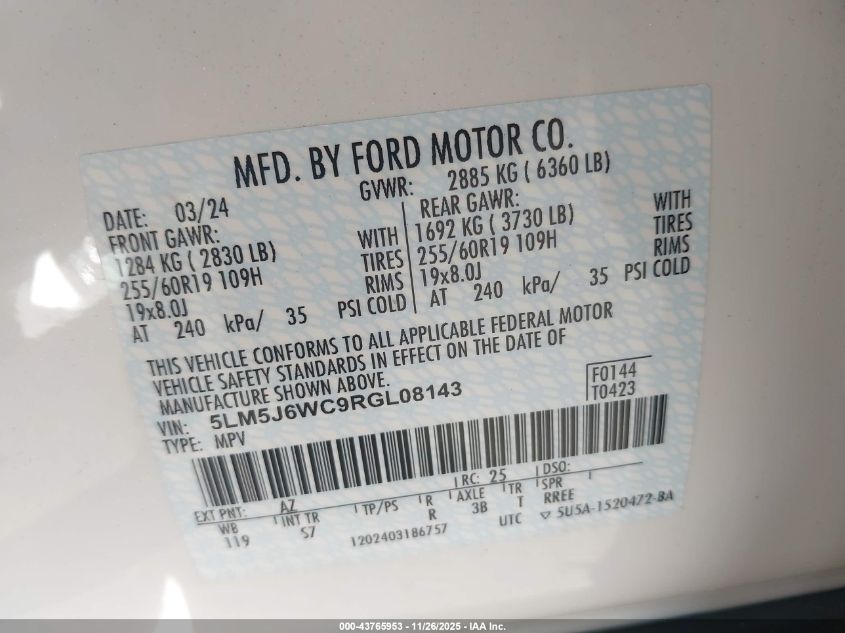 MFD. BY FORD MOTOR CO.
DATE: 03/24
GVWR: 2885 KG ( 6360 LB)
FRONT GAWR:
1284 KG ( 2830 LB) WITH
255/60R19 109H TIRES
19x8.0J RIMS
AT 240 kPa/ 35 PSI COLD
REAR GAWR:
1692 KG ( 3730 LB) WITH
255/60R19 109H TIRES
19x8.0J RIMS
AT 240 kPa/ 35 PSI COLD
THIS VEHICLE CONFORMS TO ALL APPLICABLE FEDERAL MOTOR
VEHICLE SAFETY STANDARDS IN EFFECT ON THE DATE OF
MANUFACTURE SHOWN ABOVE.
VIN: 5LM5J6WC9RGL08143
TYPE: MPV
F0144
T0423
EXT PNT: AZ RC: 25 DSO:
WB INT TR TP/PS R AXLE TR SPR
119 S7 R 3B T RREE
1202403186757 UTC ▽ 5U5A-1520472-BA
000-43765953 - 11/26/2025 - IAA Inc.